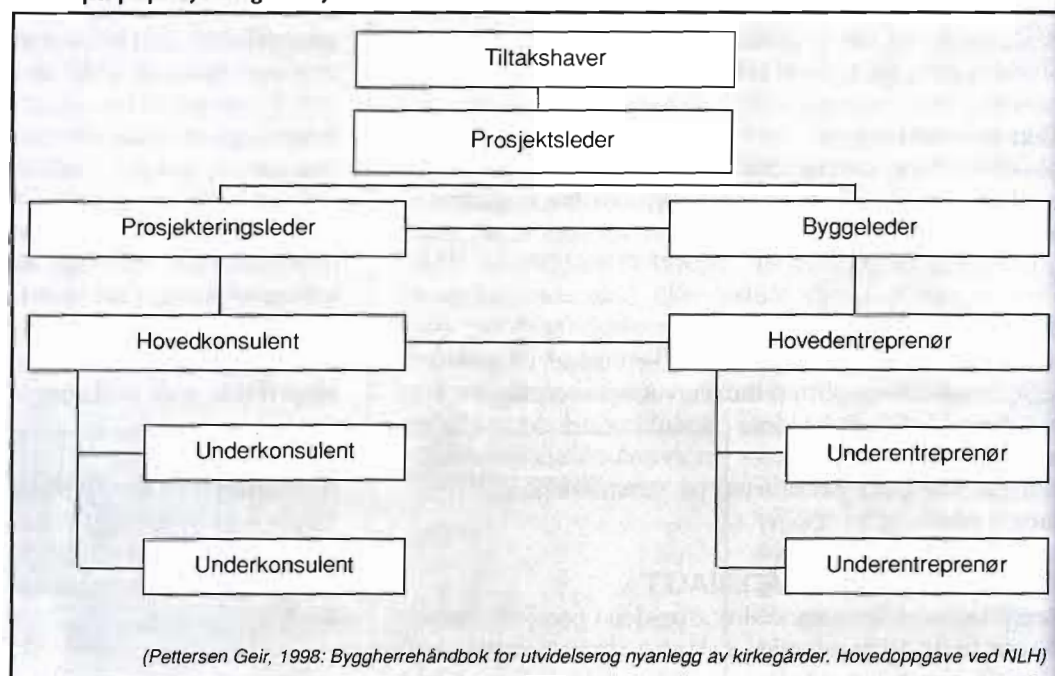 Tiltakshaver
Prosjektsleder
Prosjekteringsleder
Byggeleder
Hovedkonsulent
Hovedentreprenør
Underkonsulent
Underentreprenør
Underkonsulent
Underentreprenør
(Pettersen Geir, 1998: Byggherrehåndbok for utvidelserog nyanlegg av kirkegårder. Hovedoppgave ved NLH)